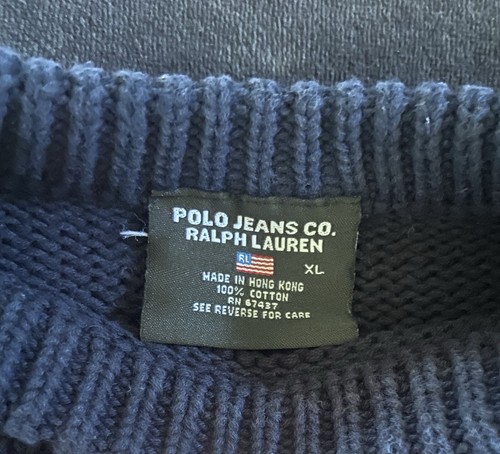 POLO JEANS CO.
RALPH LAUREN
RL
XL
MADE IN HONG KONG
100% COTTON
RN 67437
SEE REVERSE FOR CARE